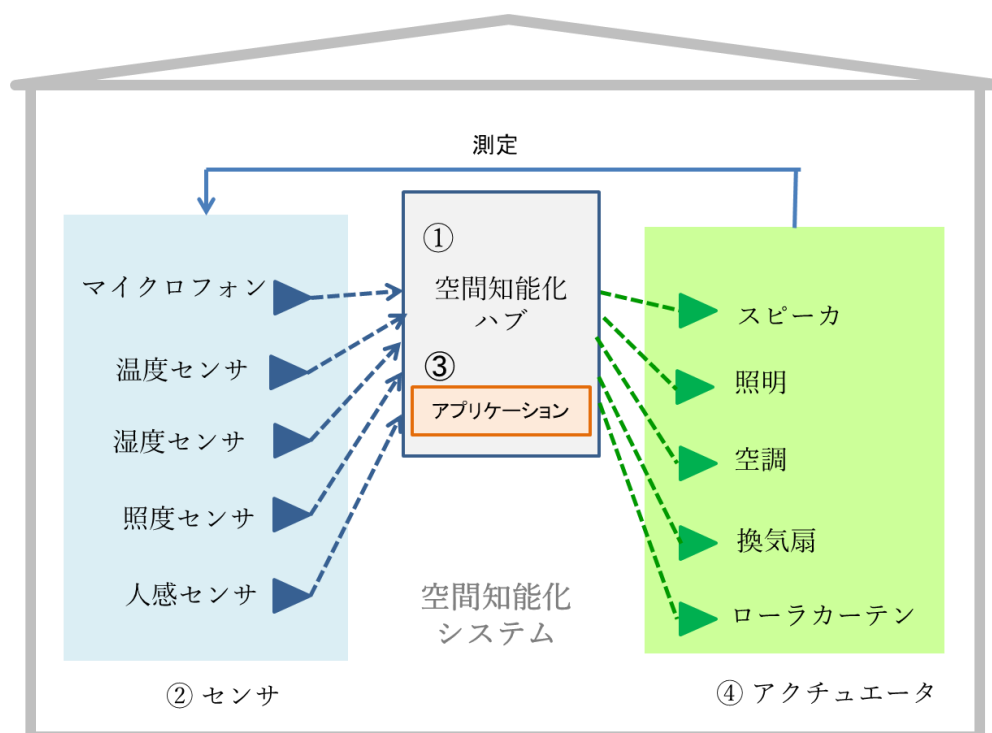 測定
①
空間知能化
ハブ
③
アプリケーション
マイクロフォン
温度センサ
湿度センサ
照度センサ
人感センサ
② センサ
空間知能化
システム
スピーカ
照明
空調
換気扇
ローラカーテン
④ アクチュエータ